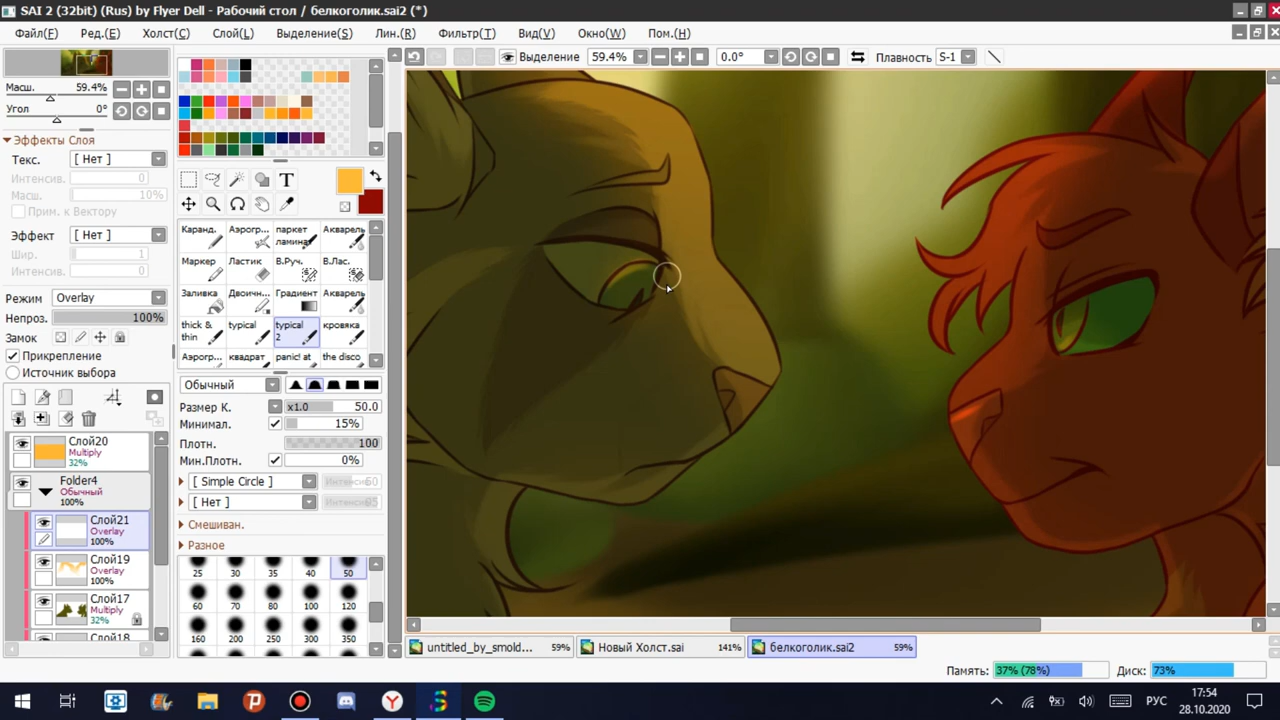 SAI 2 (32bit) (Rus) by Flyer Dell - Рабочий стол / белкоголик.sai2 (*)
Файл(F) Ред.(E) Холст(C) Слой(L) Выделение(S) Лин.(R) Фильтр(T) Вид(V) Окно(W) Пом.(H)
Выделение 59.4% 0.0° Плавность S-1
Масш. 59.4%
Угол 0°
Эффекты Слоя
Текс. [ Нет ]
Интенсив. 0
Масш. 10%
Прим. к Вектору
Эффект [ Нет ]
Шир. 1
Интенсив. 0
Режим Overlay
Непроз. 100%
Замок
Прикрепление
Источник выбора
Слой20
Multiply
32%
Folder4
Обычный
100%
Слой21
Overlay
100%
Слой19
Overlay
100%
Слой17
Multiply
32%
Слой18
T
Каранд. Аэрогр... паркет ламина Акварель
Маркер Ластик В.Руч. В.Лас.
Заливка Двоичн... Градиент Акварель
thick & thin typical typical 2 кровяка
Аэрогр... квадрат panic! at the disco
Обычный
Размер К. x1.0 50.0
Минимал. 15%
Плотн. 100
Мин.Плотн. 0%
[ Simple Circle ]
[ Нет ]
Смешиван.
Разное
25 30 35 40 50
60 70 80 100 120
160 200 250 300 350
untitled_by_smold... 59% Новый Холст.sai 141% белкоголик.sai2 59%
Память: 37% (78%) Диск: 73%
РУС 17:54
28.10.2020